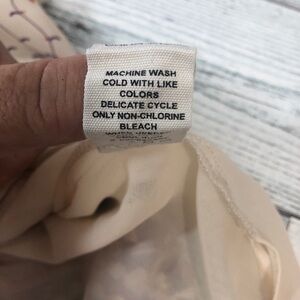 MACHINE WASH
COLD WITH LIKE
COLORS
DELICATE CYCLE
ONLY NON-CHLORINE
BLEACH